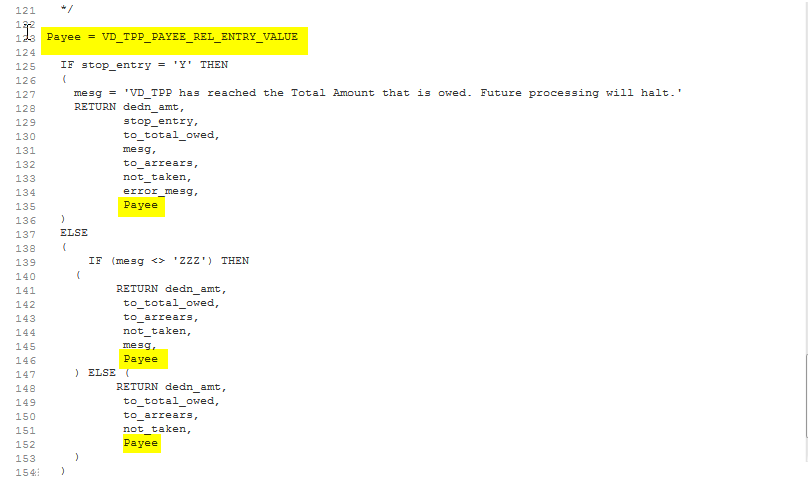 121 */
122
123 Payee = VD_TPP_PAYEE_REL_ENTRY_VALUE
124
125 IF stop_entry = 'Y' THEN
126 (
127 mesg = 'VD_TPP has reached the Total Amount that is owed. Future processing will halt.'
128 RETURN dedn_amt,
129 stop_entry,
130 to_total_owed,
131 mesg,
132 to_arrears,
133 not_taken,
134 error_mesg,
135 Payee
136 )
137 ELSE
138 (
139 IF (mesg <> 'ZZZ') THEN
140 (
141 RETURN dedn_amt,
142 to_total_owed,
143 to_arrears,
144 not_taken,
145 mesg,
146 Payee
147 ) ELSE (
148 RETURN dedn_amt,
149 to_total_owed,
150 to_arrears,
151 not_taken,
152 Payee
153 )
154 )